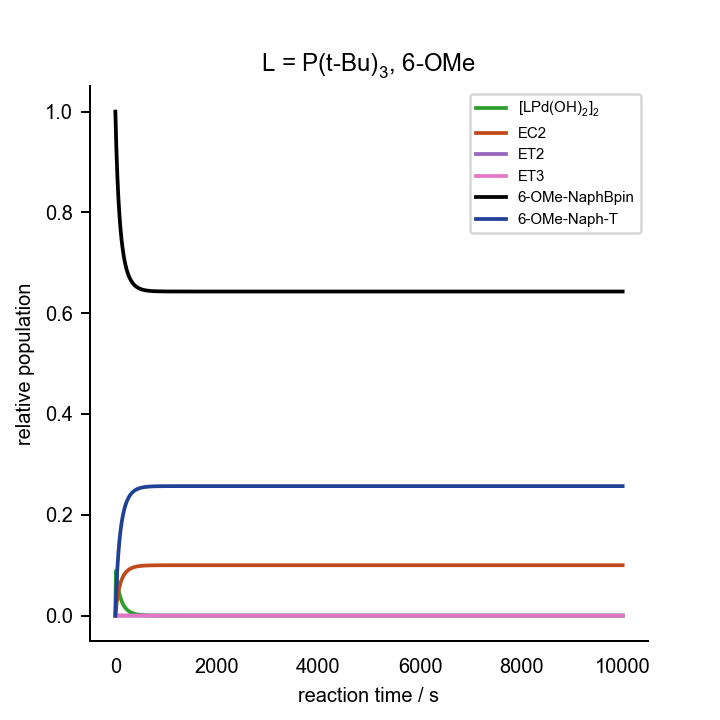 L = P(t-Bu)₃, 6-OMe
1.0
0.8
0.6
0.4
0.2
0.0
relative population
[LPd(OH)₂]₂
EC2
ET2
ET3
6-OMe-NaphBpin
6-OMe-Naph-T
0 2000 4000 6000 8000 10000
reaction time / s